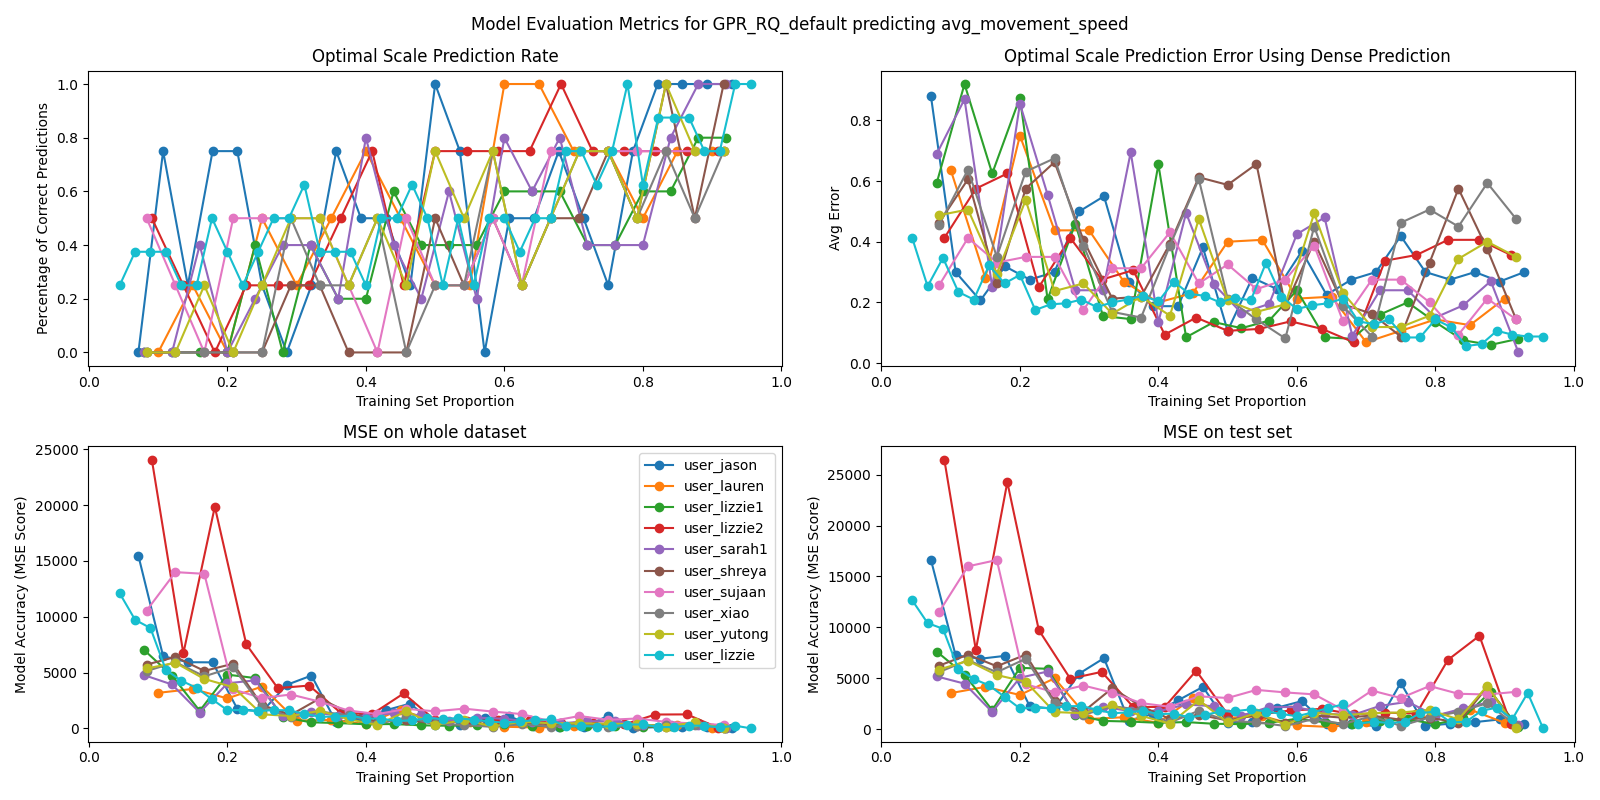 Model Evaluation Metrics for GPR_RQ_default predicting avg_movement_speed
Optimal Scale Prediction Rate
Percentage of Correct Predictions
1.0
0.8
0.6
0.4
0.2
0.0
0.0 0.2 0.4 0.6 0.8 1.0
Training Set Proportion
Optimal Scale Prediction Error Using Dense Prediction
Avg Error
0.8
0.6
0.4
0.2
0.0
0.0 0.2 0.4 0.6 0.8 1.0
Training Set Proportion
MSE on whole dataset
Model Accuracy (MSE Score)
25000
20000
15000
10000
5000
0
0.0 0.2 0.4 0.6 0.8 1.0
Training Set Proportion
user_jason
user_lauren
user_lizzie1
user_lizzie2
user_sarah1
user_shreya
user_sujaan
user_xiao
user_yutong
user_lizzie
MSE on test set
Model Accuracy (MSE Score)
25000
20000
15000
10000
5000
0
0.0 0.2 0.4 0.6 0.8 1.0
Training Set Proportion